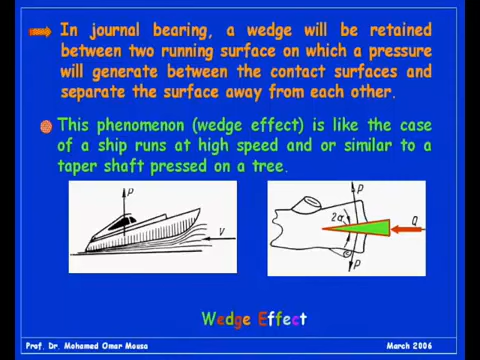 In journal bearing, a wedge will be retained
between two running surface on which a pressure
will generate between the contact surfaces and
separate the surface away from each other.
This phenomenon (wedge effect) is like the case
of a ship runs at high speed and or similar to a
taper shaft pressed on a tree.
P
V
P
2α
Q
P
Wedge Effect
Prof. Dr. Mohamed Omar Mousa
March 2006